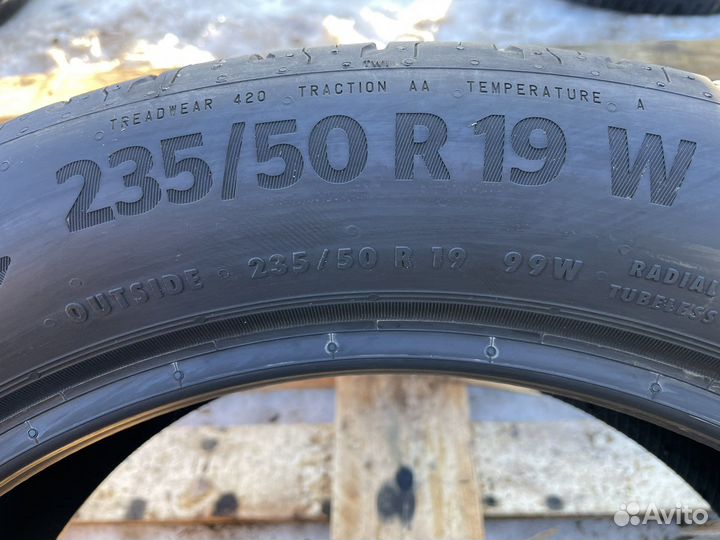 TWI
TREADWEAR 420 TRACTION AA TEMPERATURE A
235/50 R 19 W
OUTSIDE 235/50 R 19 99W RADIAL
TUBELESS
Avito